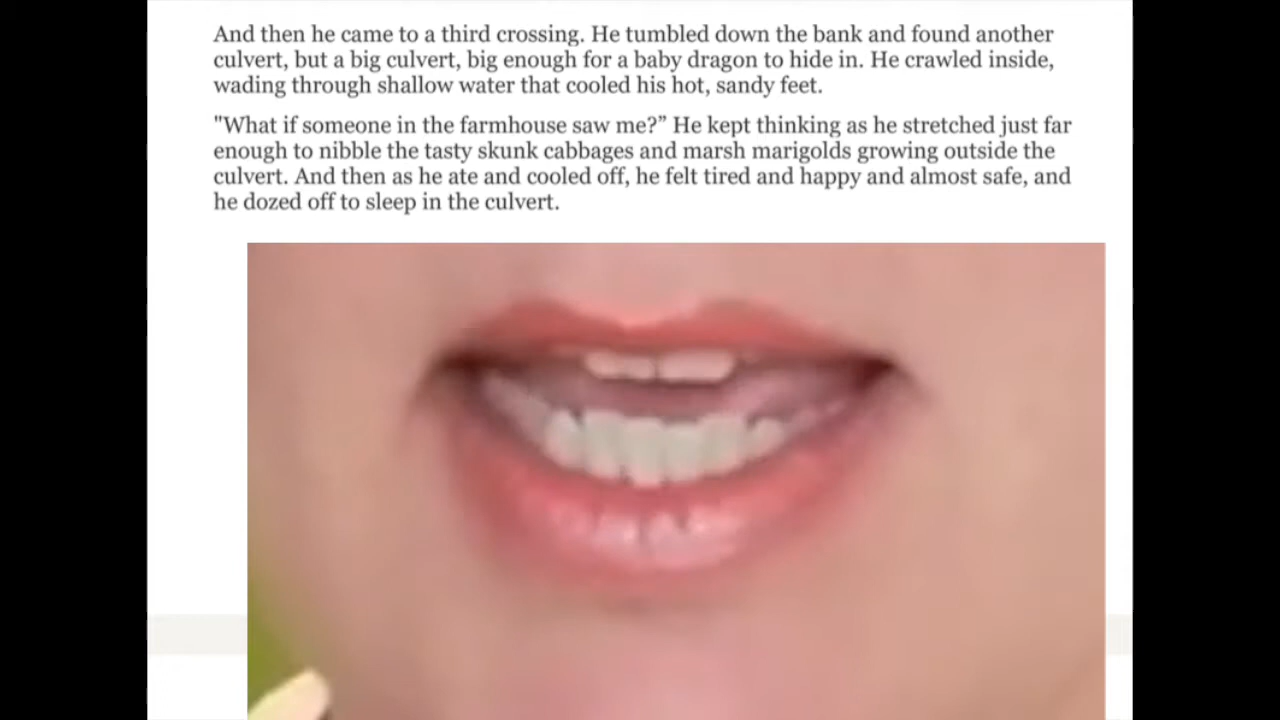 And then he came to a third crossing. He tumbled down the bank and found another
culvert, but a big culvert, big enough for a baby dragon to hide in. He crawled inside,
wading through shallow water that cooled his hot, sandy feet.
"What if someone in the farmhouse saw me?” He kept thinking as he stretched just far
enough to nibble the tasty skunk cabbages and marsh marigolds growing outside the
culvert. And then as he ate and cooled off, he felt tired and happy and almost safe, and
he dozed off to sleep in the culvert.